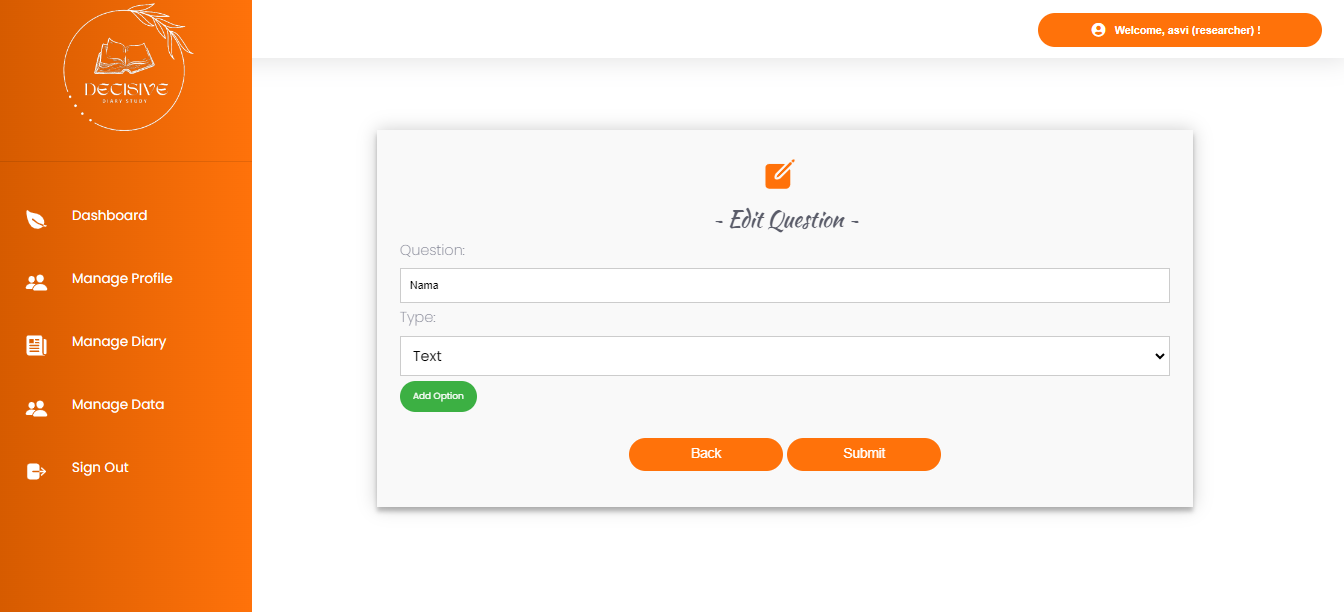 DECISIVE
DIARY STUDY
Welcome, asvi (researcher) !
Dashboard
Manage Profile
Manage Diary
Manage Data
Sign Out
~ Edit Question ~
Question:
Nama
Type:
Text
Add Option
Back Submit